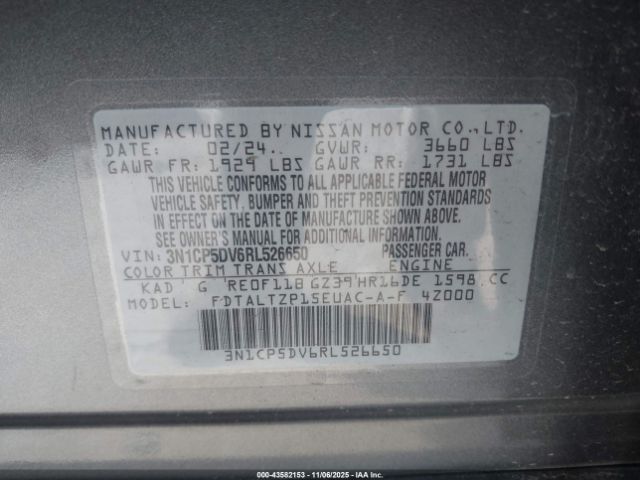 MANUFACTURED BY NISSAN MOTOR CO., LTD.
DATE: 02/24. GVWR: 3660 LBS
GAWR FR: 1929 LBS GAWR RR: 1731 LBS
THIS VEHICLE CONFORMS TO ALL APPLICABLE FEDERAL MOTOR
VEHICLE SAFETY, BUMPER AND THEFT PREVENTION STANDARDS
IN EFFECT ON THE DATE OF MANUFACTURE SHOWN ABOVE.
SEE OWNER'S MANUAL FOR ADDITIONAL INFORMATION.
VIN: 3N1CP5DV6RL526650 PASSENGER CAR.
COLOR TRIM TRANS AXLE ENGINE
KAD G RE0F11B GZ39 HR16DE 1598 CC
MODEL: FDTALTZP15EUAC-A-F 4Z000
3N1CP5DV6RL526650
000-43582153 - 11/06/2025 - IAA Inc.